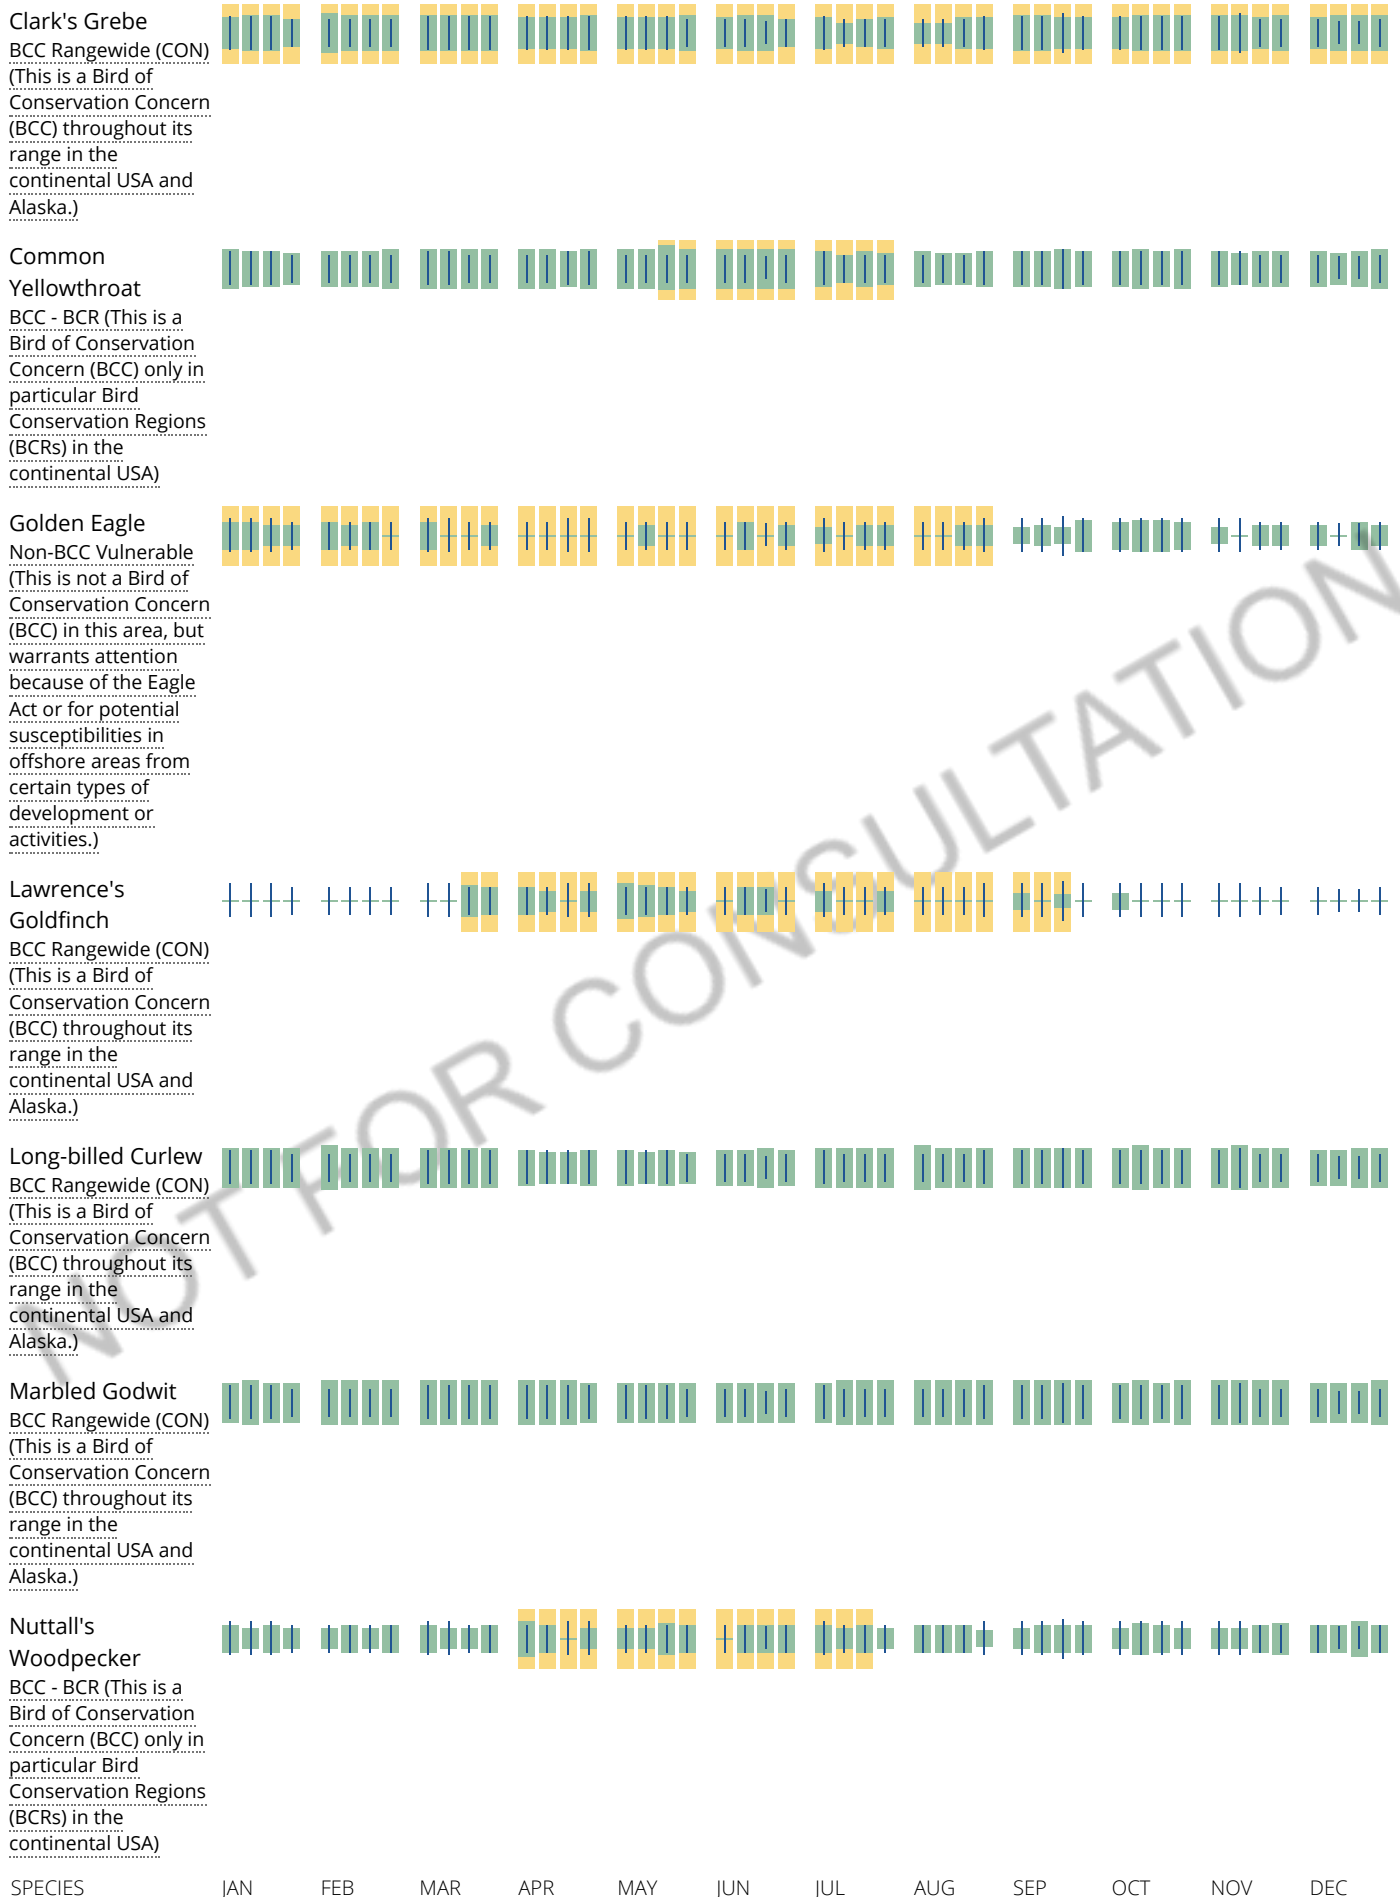 Clark's Grebe
BCC Rangewide (CON)
(This is a Bird of
Conservation Concern
(BCC) throughout its
range in the
continental USA and
Alaska.)
Common
Yellowthroat
BCC - BCR (This is a
Bird of Conservation
Concern (BCC) only in
particular Bird
Conservation Regions
(BCRs) in the
continental USA)
Golden Eagle
Non-BCC Vulnerable
(This is not a Bird of
Conservation Concern
(BCC) in this area, but
warrants attention
because of the Eagle
Act or for potential
susceptibilities in
offshore areas from
certain types of
development or
activities.)
Lawrence's
Goldfinch
BCC Rangewide (CON)
(This is a Bird of
Conservation Concern
(BCC) throughout its
range in the
continental USA and
Alaska.)
Long-billed Curlew
BCC Rangewide (CON)
(This is a Bird of
Conservation Concern
(BCC) throughout its
range in the
continental USA and
Alaska.)
Marbled Godwit
BCC Rangewide (CON)
(This is a Bird of
Conservation Concern
(BCC) throughout its
range in the
continental USA and
Alaska.)
Nuttall's
Woodpecker
BCC - BCR (This is a
Bird of Conservation
Concern (BCC) only in
particular Bird
Conservation Regions
(BCRs) in the
continental USA)
SPECIES JAN FEB MAR APR MAY JUN JUL AUG SEP OCT NOV DEC
NOT FOR CONSULTATION